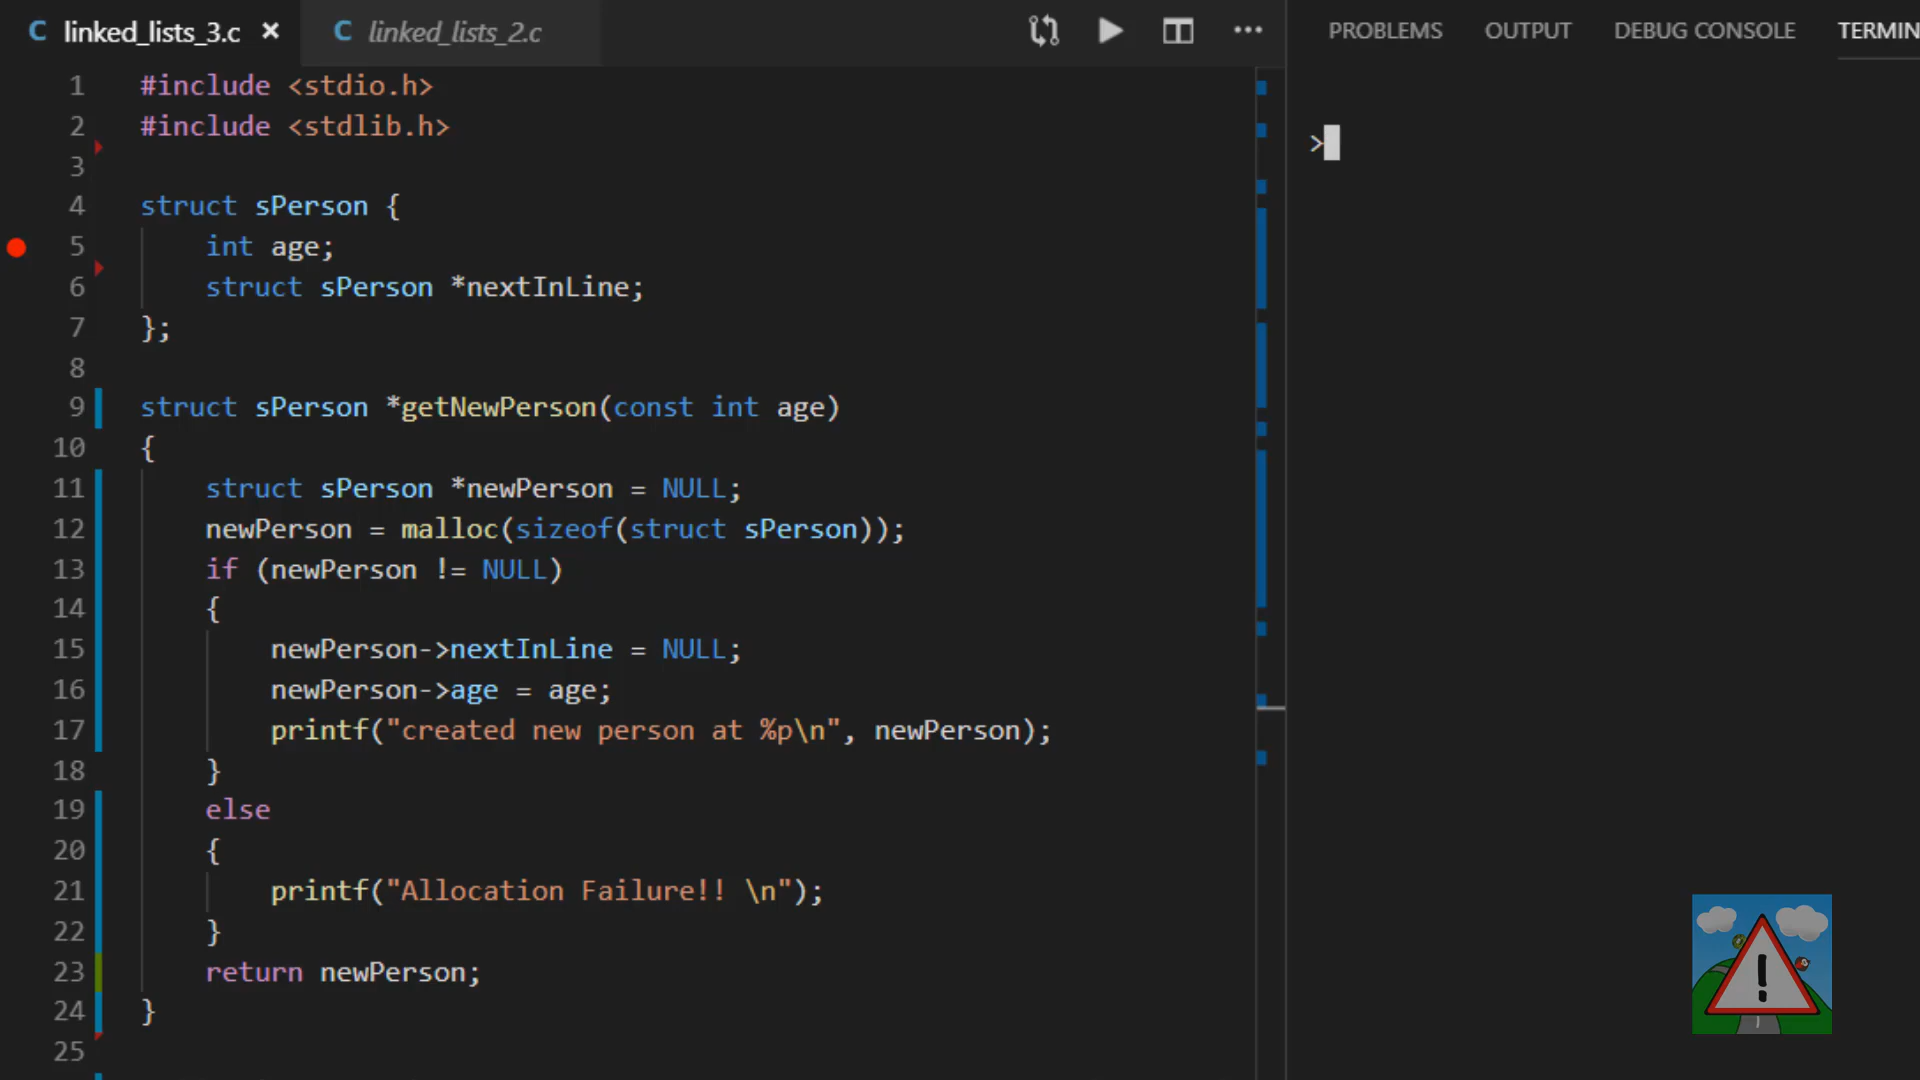 C linked_lists_3.c × C linked_lists_2.c ... PROBLEMS OUTPUT DEBUG CONSOLE TERMIN
>
1 #include <stdio.h>
2 #include <stdlib.h>
3
4 struct sPerson {
5 int age;
6 struct sPerson *nextInLine;
7 };
8
9 struct sPerson *getNewPerson(const int age)
10 {
11 struct sPerson *newPerson = NULL;
12 newPerson = malloc(sizeof(struct sPerson));
13 if (newPerson != NULL)
14 {
15 newPerson->nextInLine = NULL;
16 newPerson->age = age;
17 printf("created new person at %p\n", newPerson);
18 }
19 else
20 {
21 printf("Allocation Failure!! \n");
22 }
23 return newPerson;
24 }
25
!